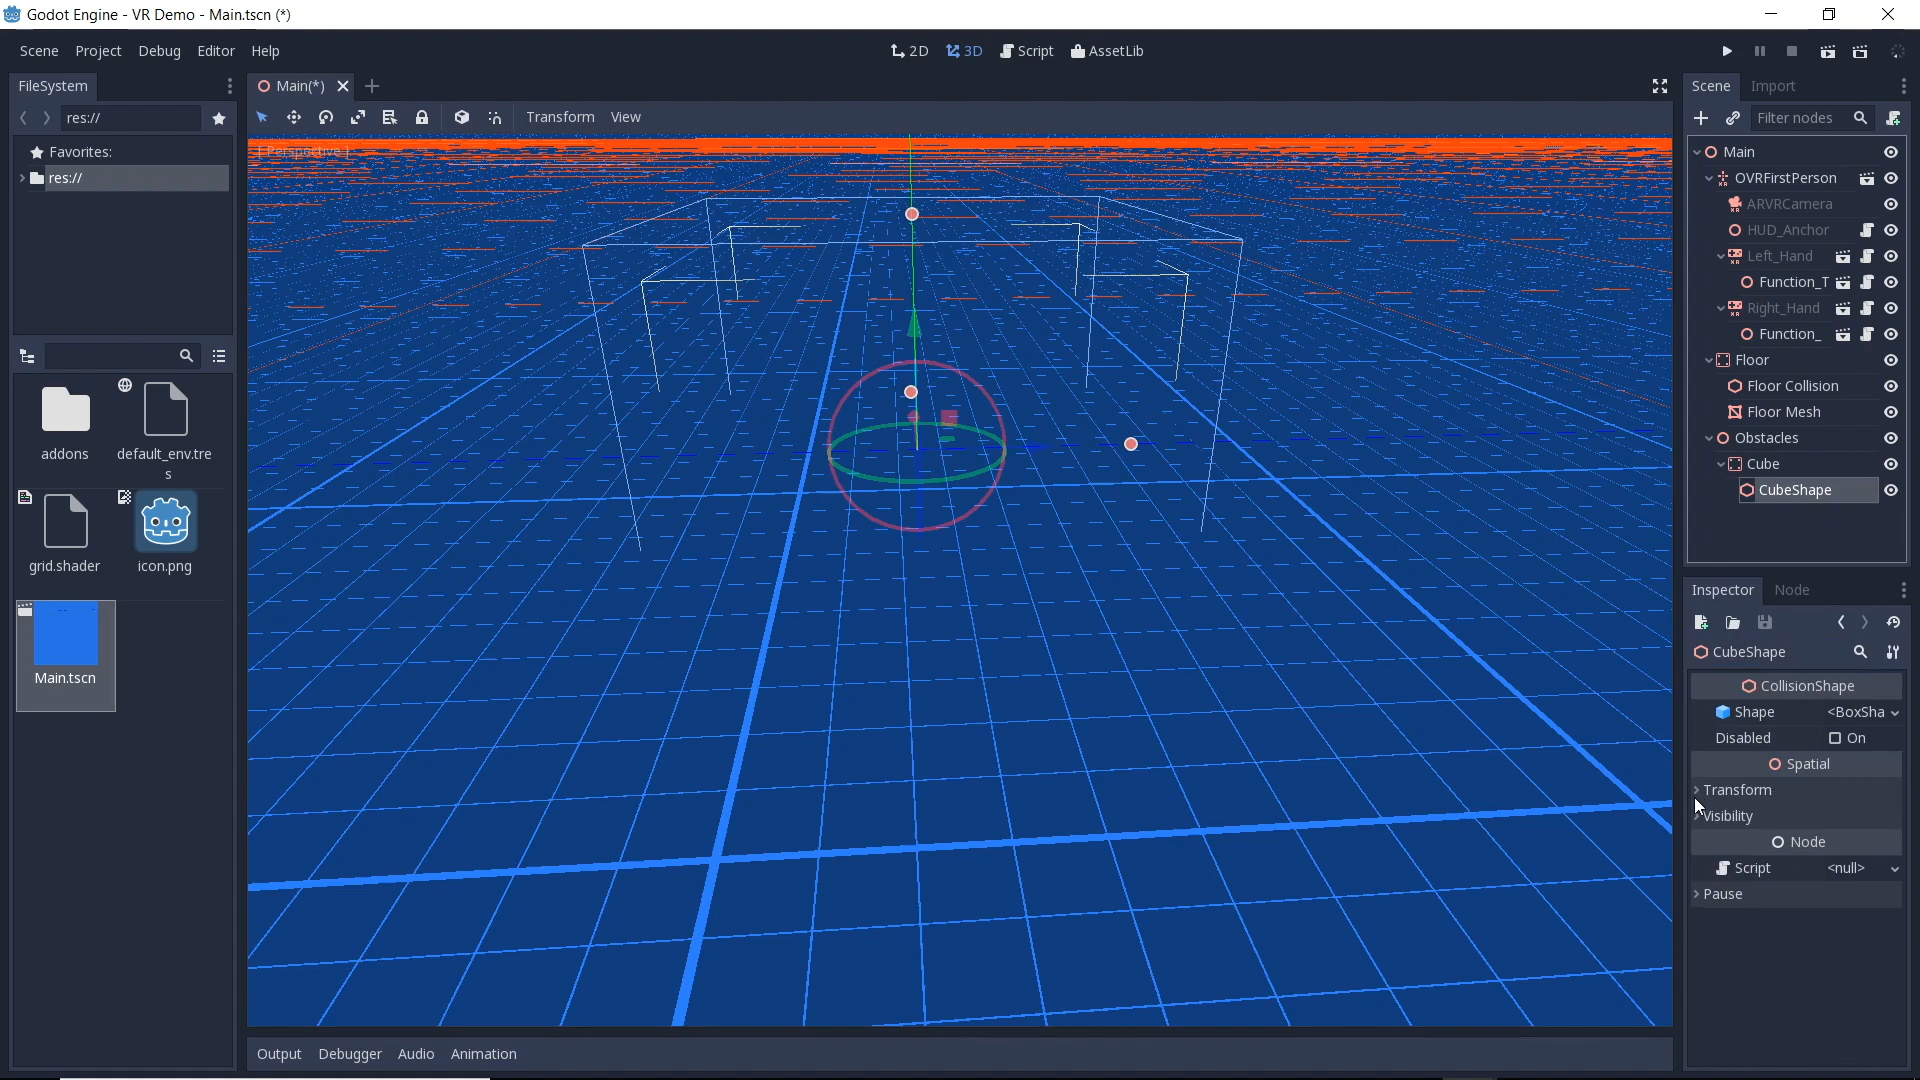 Godot Engine - VR Demo - Main.tscn (*)
Scene Project Debug Editor Help
2D 3D Script AssetLib
FileSystem
Main(*)
Scene Import
res://
Transform View
Filter nodes
Favorites:
res://
[ Perspective ]
Main
OVRFirstPerson
ARVRCamera
HUD_Anchor
Left_Hand
Function_T
Right_Hand
Function_
Floor
Floor Collision
Floor Mesh
Obstacles
Cube
CubeShape
addons
default_env.tre
s
grid.shader
icon.png
Main.tscn
Inspector Node
CubeShape
CollisionShape
Shape <BoxSha
Disabled On
Spatial
Transform
Visibility
Node
Script <null>
Pause
Output Debugger Audio Animation